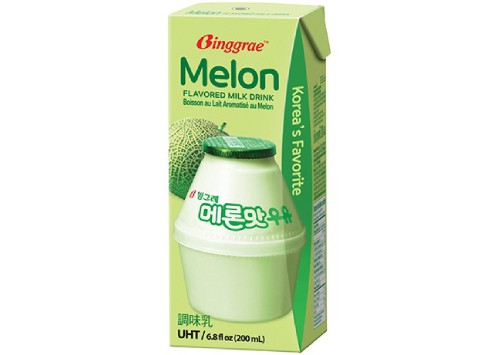 Binggrae™
Melon
FLAVORED MILK DRINK
Boisson au Lait Aromatisé au Melon
Korea's Favorite
빙그레
메론맛우유
調味乳
UHT / 6.8 fl oz (200 mL)